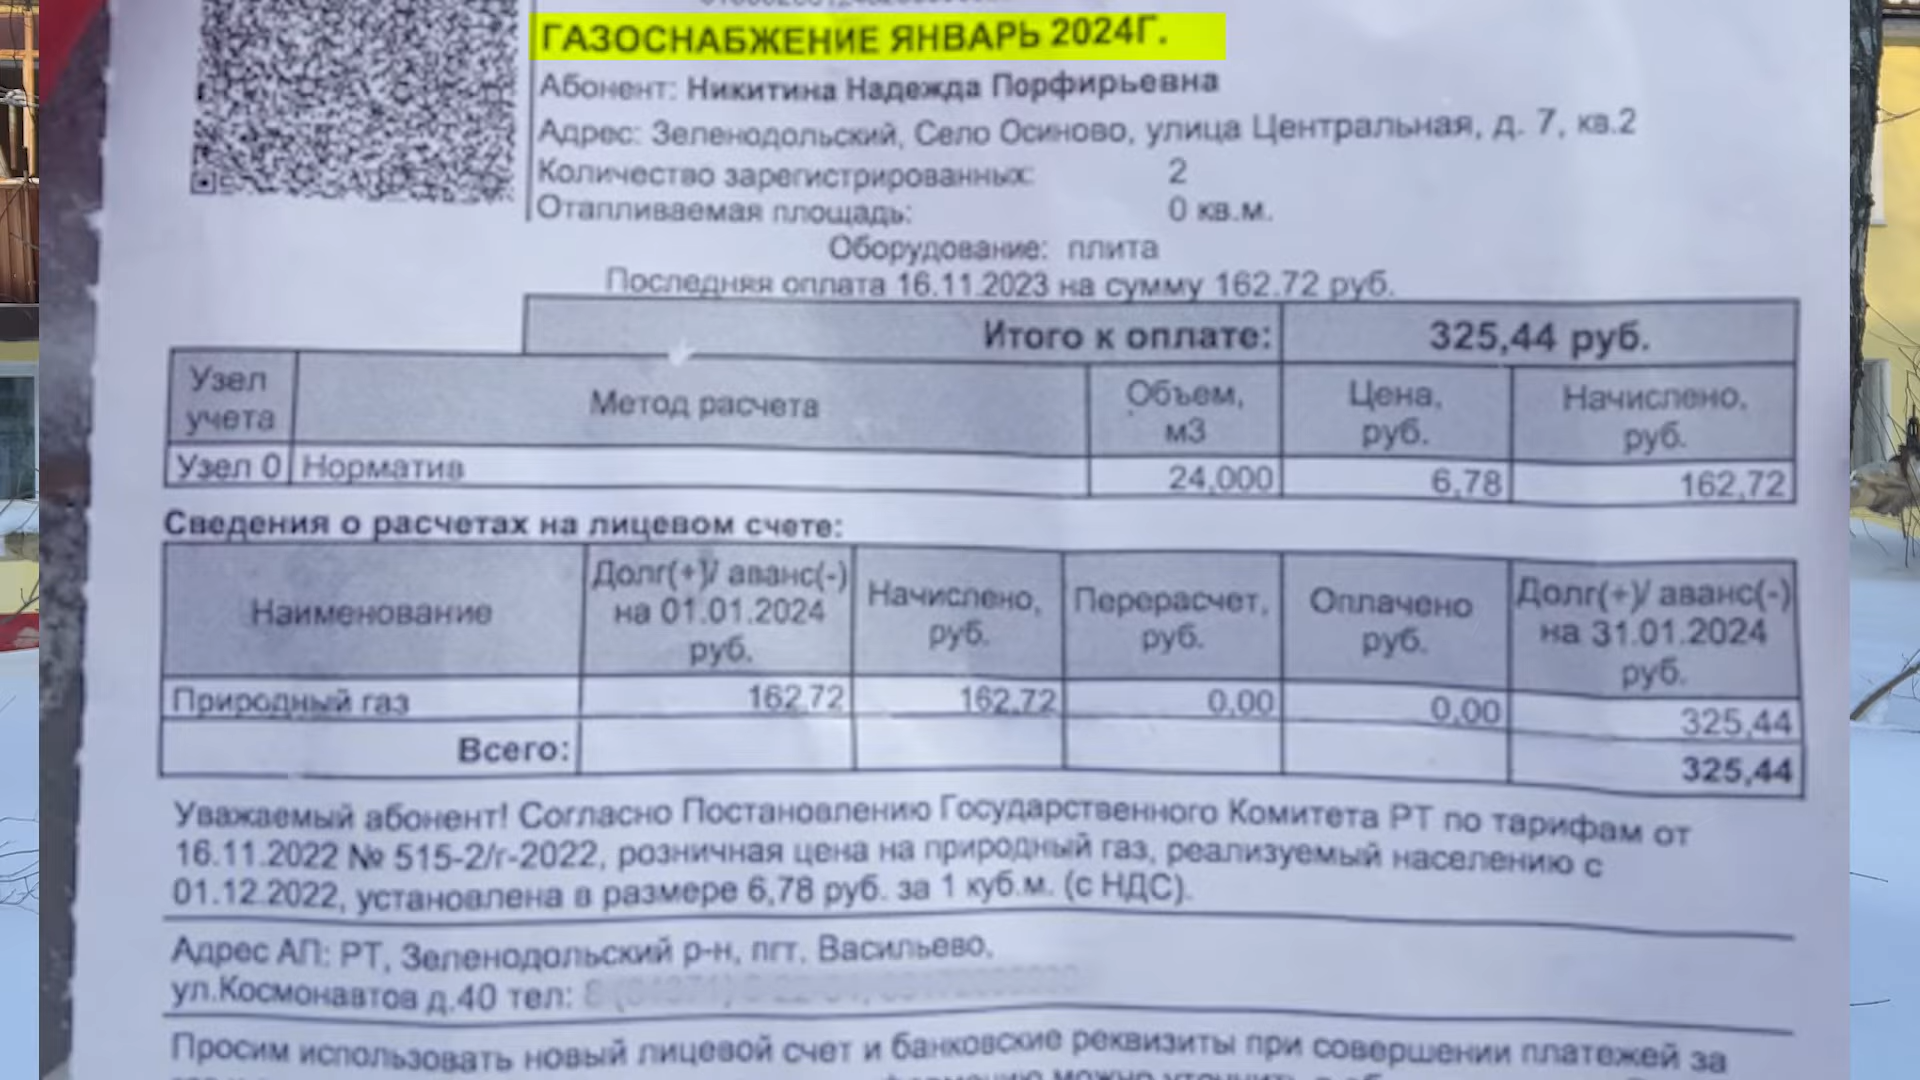 ГАЗОСНАБЖЕНИЕ ЯНВАРЬ 2024Г.
Абонент: Никитина Надежда Порфирьевна
Адрес: Зеленодольский, Село Осиново, улица Центральная, д. 7, кв.2
Количество зарегистрированных: 2
Отапливаемая площадь: 0 кв.м.
Оборудование: плита
Последняя оплата 16.11.2023 на сумму 162.72 руб.
Итого к оплате: 325,44 руб.
Узел учета Метод расчета Объем, м3 Цена, руб. Начислено, руб.
Узел 0 Норматив 24,000 6,78 162,72
Сведения о расчетах на лицевом счете:
Наименование Долг(+)/ аванс(-) на 01.01.2024 руб. Начислено, руб. Перерасчет, руб. Оплачено руб. Долг(+)/ аванс(-) на 31.01.2024 руб.
Природный газ 162,72 162,72 0,00 0,00 325,44
Всего: 325,44
Уважаемый абонент! Согласно Постановлению Государственного Комитета РТ по тарифам от
16.11.2022 № 515-2/г-2022, розничная цена на природный газ, реализуемый населению с
01.12.2022, установлена в размере 6,78 руб. за 1 куб.м. (с НДС).
Адрес АП: РТ, Зеленодольский р-н, пгт. Васильево,
ул.Космонавтов д.40 тел:
Просим использовать новый лицевой счет и банковские реквизиты при совершении платежей за